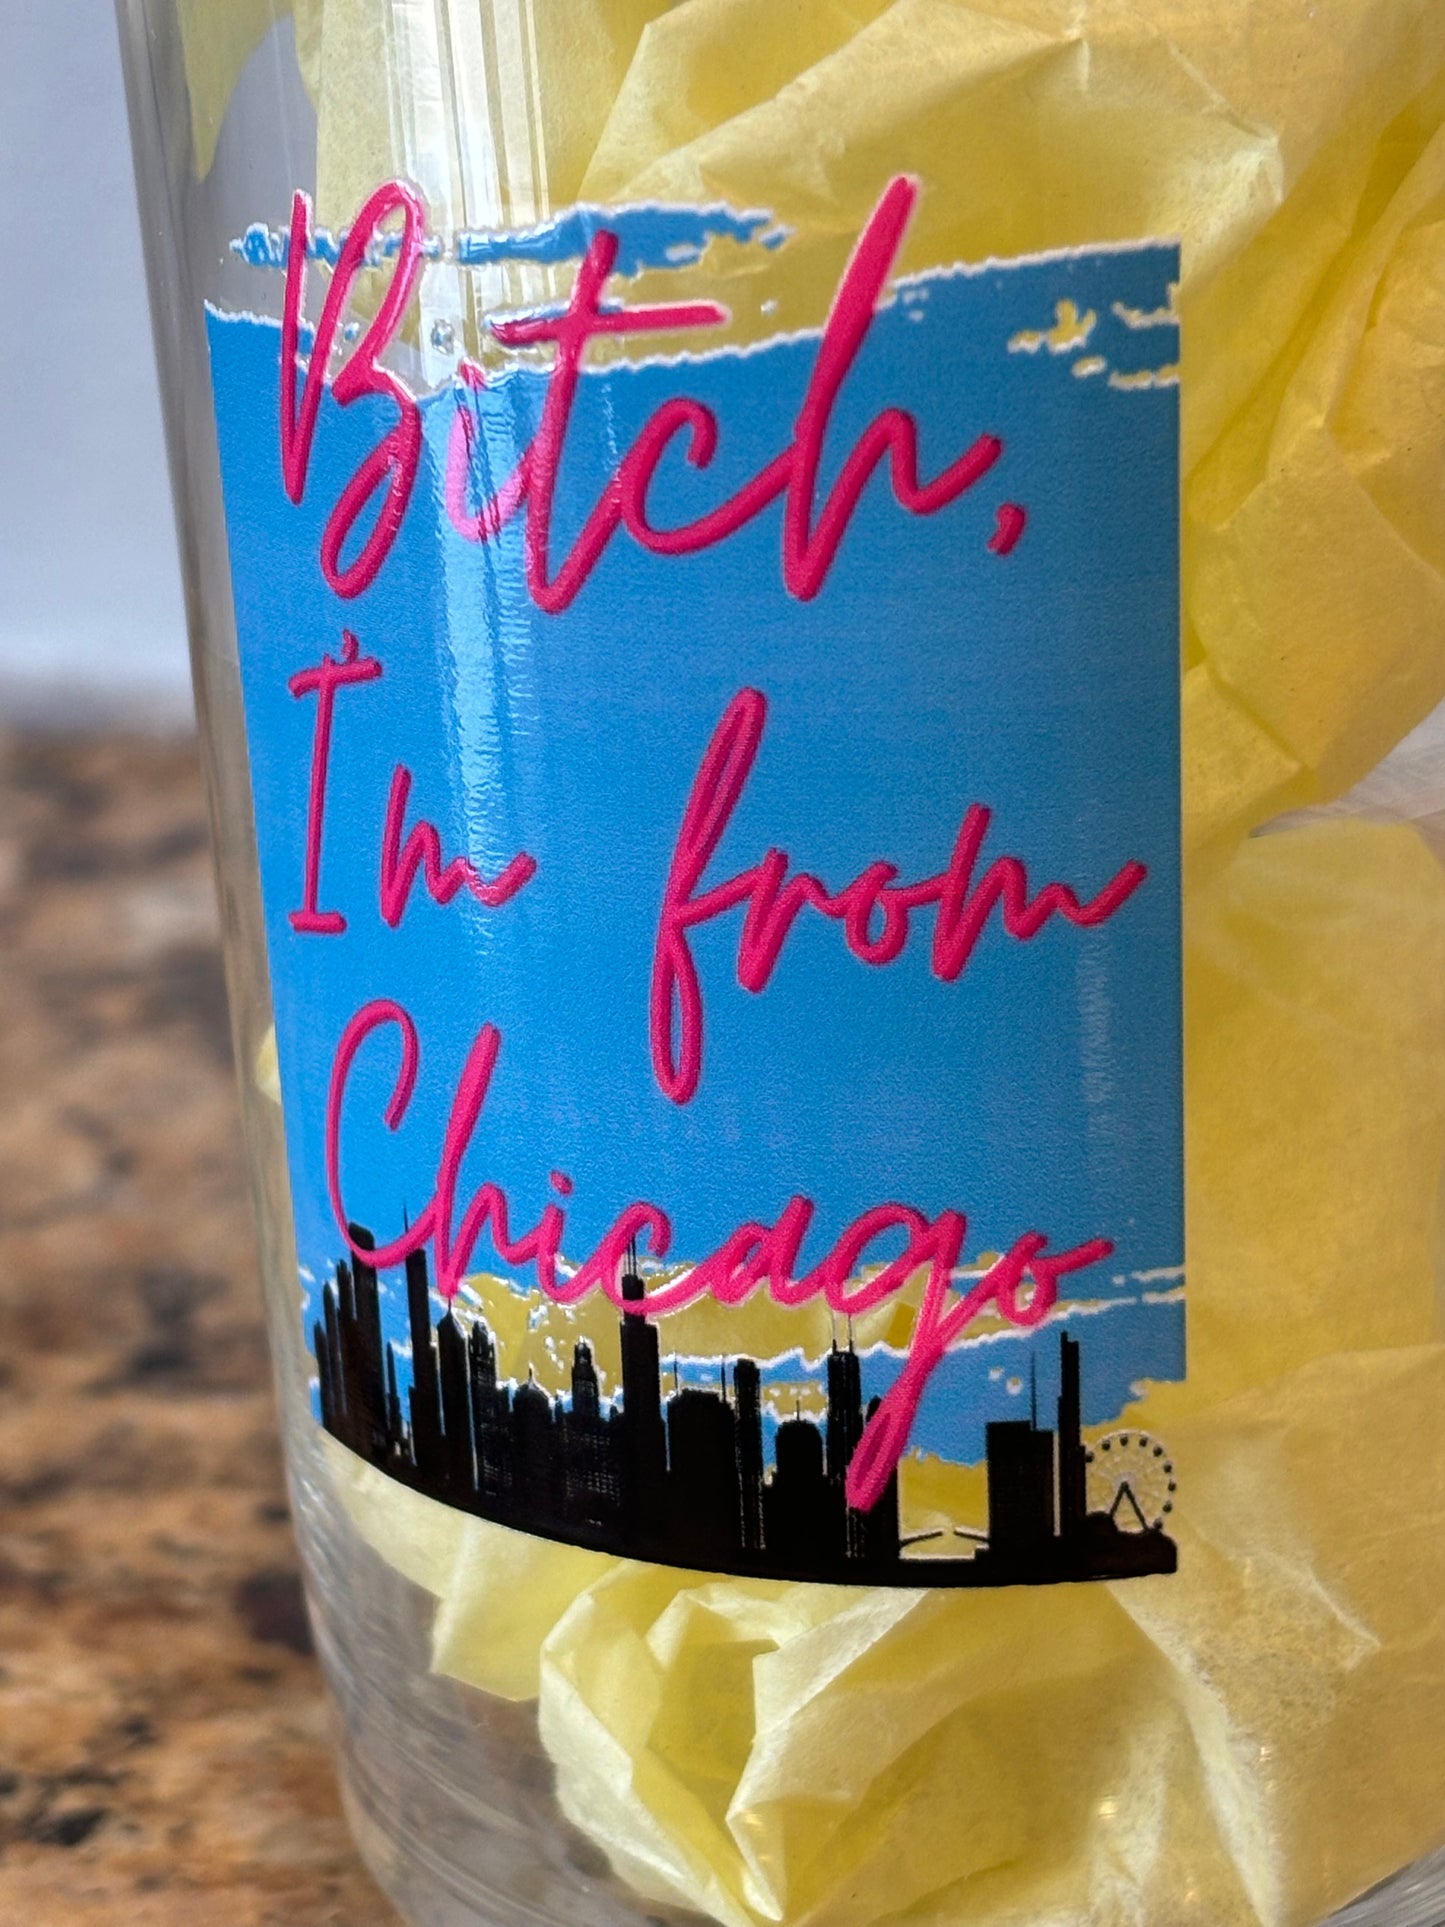 Bitch,
I'm from
Chicago